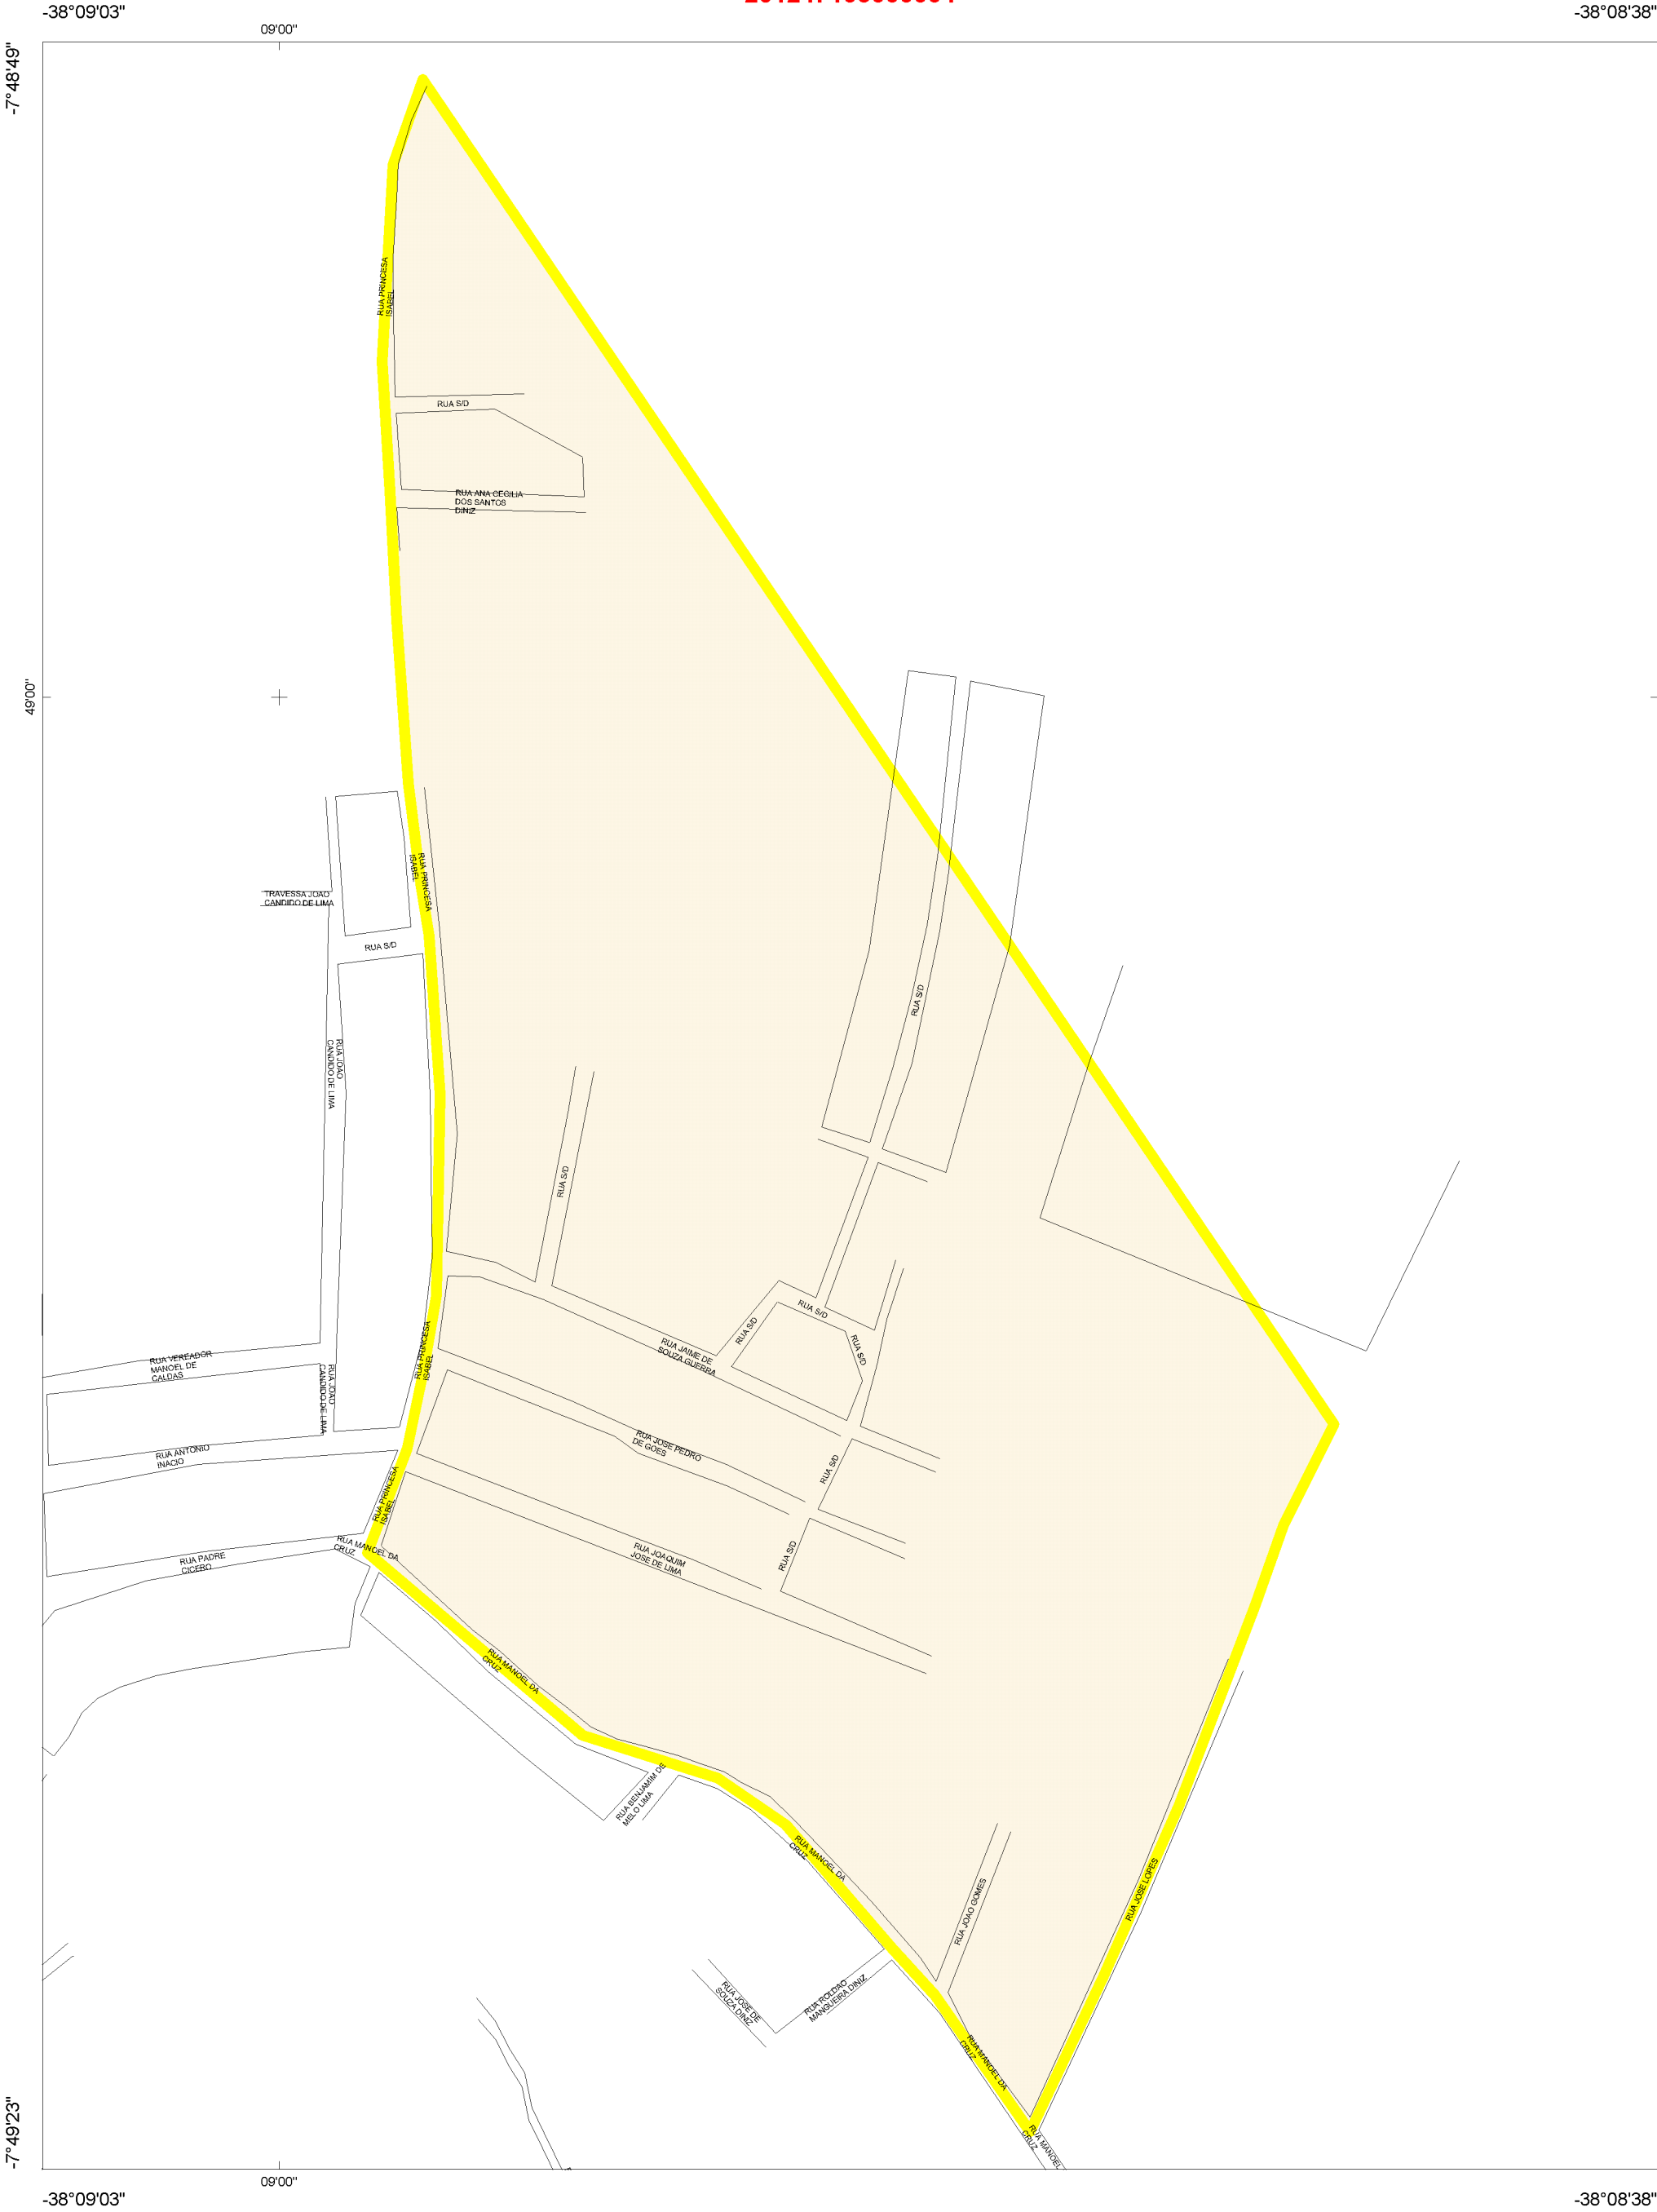 -38°09'03"
-38°08'38"
09'00"
-7°48'49"
RUA PRINCESA
ISABEL
RUA S/D
RUA ANA CECILIA
DOS SANTOS
DINIZ
49'00"
RUA PRINCESA
ISABEL
TRAVESSA JOAO
CANDIDO DE LIMA
RUA S/D
RUA S/D
RUA JOAO
CANDIDO DE LIMA
RUA S/D
RUA S/D
RUA S/D
RUA S/D
RUA JAIME DE
SOUZA GUERRA
RUA PRINCESA
ISABEL
RUA VEREADOR
MANOEL DE
CALDAS
RUA JOAO
CANDIDO DE LIMA
RUA JOSE PEDRO
DE GOES
RUA ANTONIO
INACIO
RUA S/D
RUA PRINCESA
ISABEL
RUA MANOEL DA
CRUZ
RUA PADRE
CICERO
RUA JOAQUIM
JOSE DE LIMA
RUA S/D
RUA MANOEL DA
CRUZ
RUA BENJAMIM DE
MELO LIMA
RUA MANOEL DA
CRUZ
RUA JOAO GOMES
RUA JOSE LOPES
RUA JOSE DE
SOUZA DINIZ
RUA ROLDAO
MANGUEIRA DINIZ
RUA MANOEL DA
CRUZ
RUA MANOEL
CRUZ
-7°49'23"
09'00"
-38°09'03"
-38°08'38"